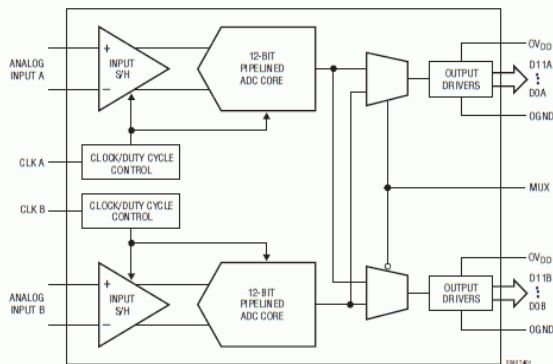 ANALOG
INPUT A
+
−
INPUT
S/H
12-BIT
PIPELINED
ADC CORE
OUTPUT
DRIVERS
OVDD
D11A
D0A
OGND
CLK A
CLOCK/DUTY CYCLE
CONTROL
MUX
CLK B
CLOCK/DUTY CYCLE
CONTROL
ANALOG
INPUT B
+
−
INPUT
S/H
12-BIT
PIPELINED
ADC CORE
OUTPUT
DRIVERS
OVDD
D11B
D0B
OGND